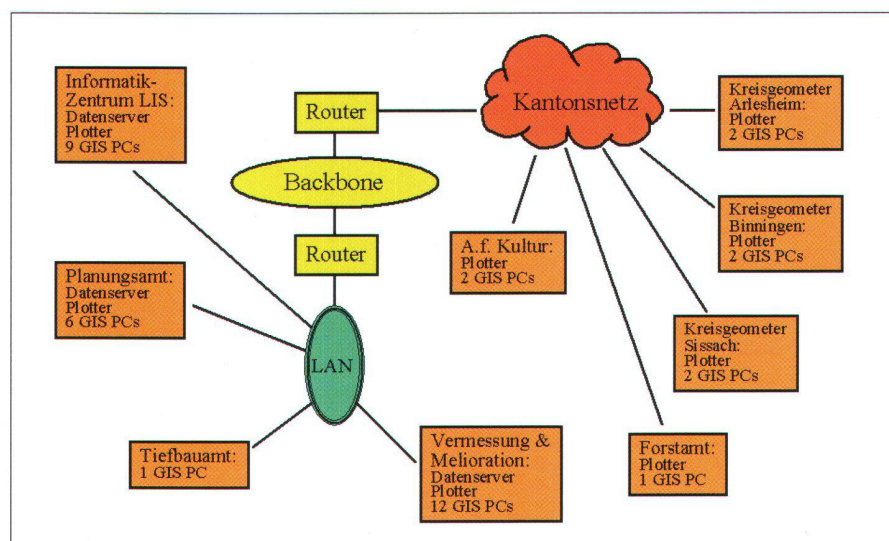 Informatik-
Zentrum LIS:
Datenserver
Plotter
9 GIS PCs
Router
Kantonsnetz
Kreisgeometer
Arlesheim:
Plotter
2 GIS PCs
Backbone
Kreisgeometer
Binningen:
Plotter
2 GIS PCs
Router
A.f. Kultur:
Plotter
2 GIS PCs
Planungsamt:
Datenserver
Plotter
6 GIS PCs
Kreisgeometer
Sissach:
Plotter
2 GIS PCs
LAN
Tiefbauamt:
1 GIS PC
Vermessung &
Melioration:
Datenserver
Plotter
12 GIS PCs
Forstamt:
Plotter
1 GIS PC